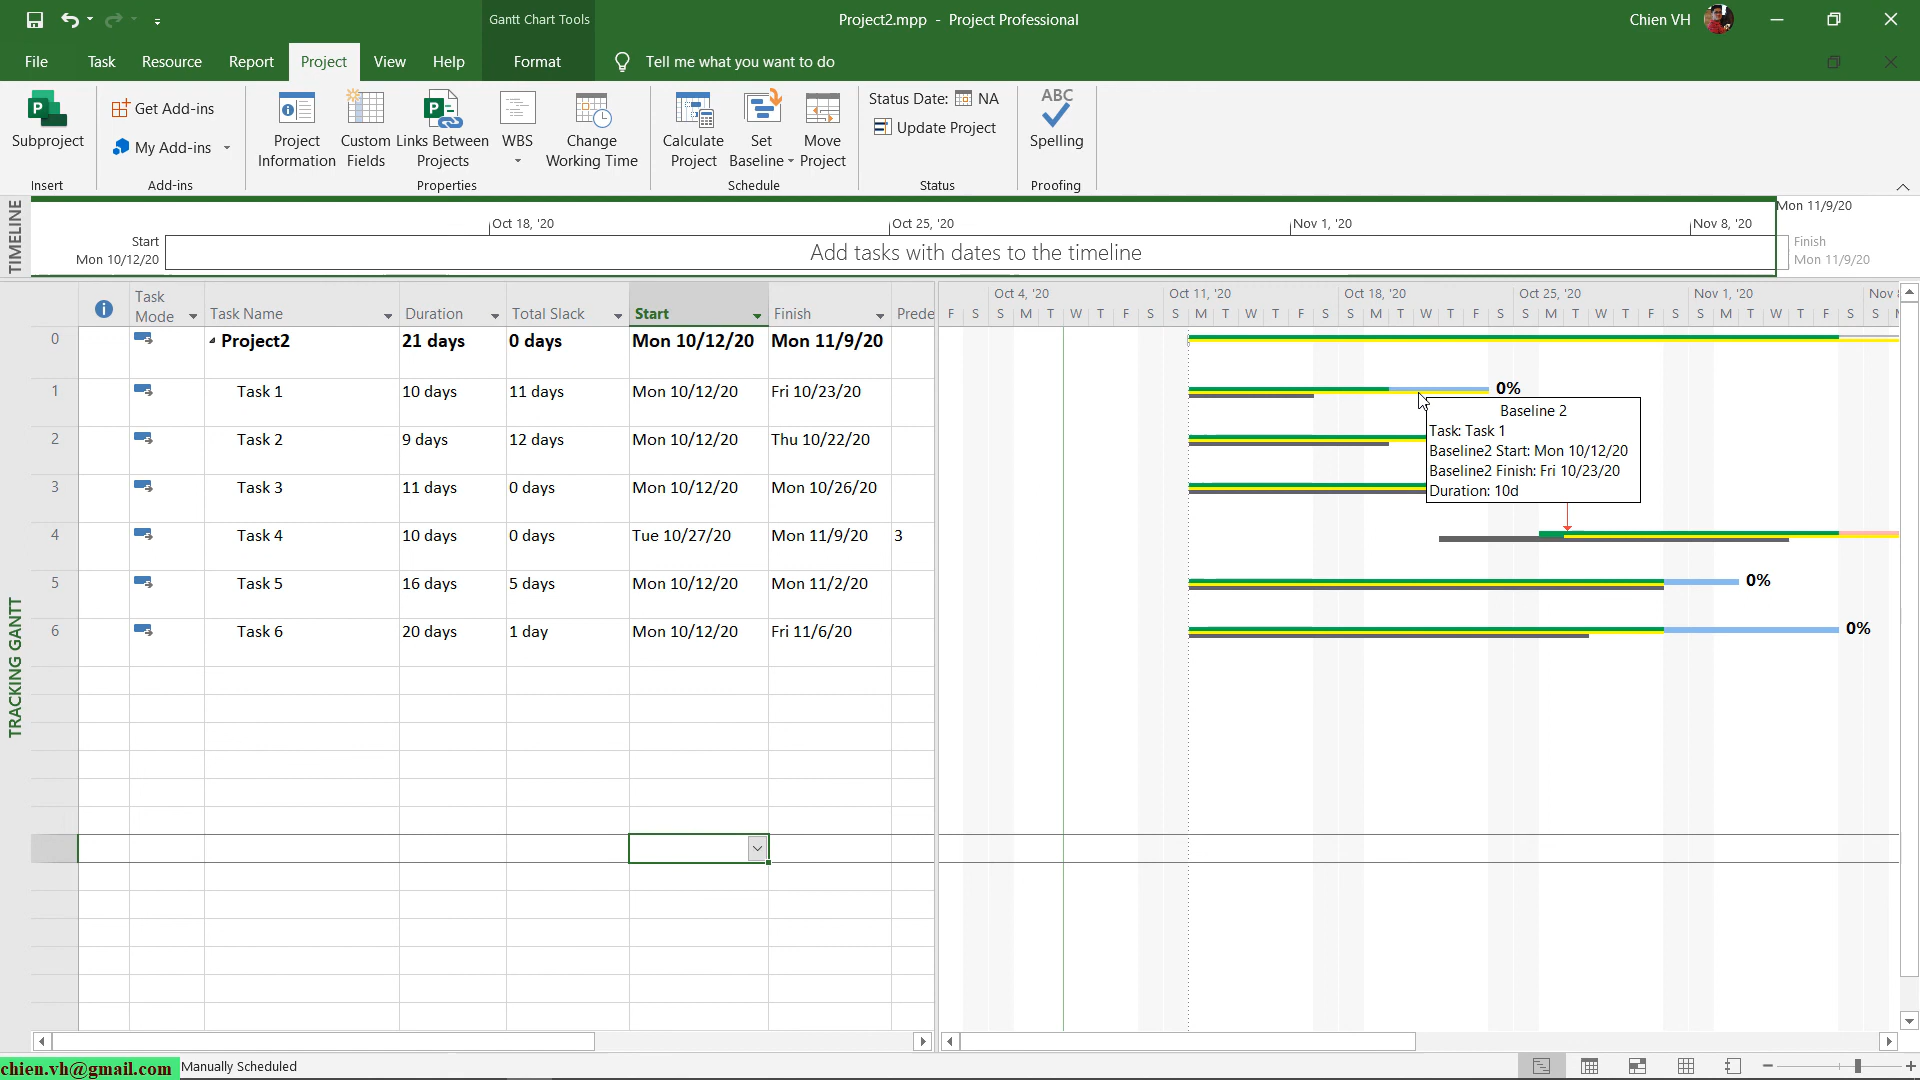 Gantt Chart Tools
Project2.mpp - Project Professional
Chien VH
File Task Resource Report Project View Help Format Tell me what you want to do
Subproject
Get Add-ins
My Add-ins
Project Information
Custom Fields
Links Between Projects
WBS
Change Working Time
Calculate Project
Set Baseline
Move Project
Status Date: NA
Update Project
ABC
Spelling
Insert Add-ins Properties Schedule Status Proofing
TIMELINE
Oct 18, '20 Oct 25, '20 Nov 1, '20 Nov 8, '20
Mon 11/9/20
Start
Mon 10/12/20
Add tasks with dates to the timeline
Finish
Mon 11/9/20
Task Mode Task Name Duration Total Slack Start Finish Prede
Oct 4, '20 Oct 11, '20 Oct 18, '20 Oct 25, '20 Nov 1, '20 Nov
F S S M T W T F S S M T W T F S S M T W T F S S M T W T F S S M T W T F S S
0 Project2 21 days 0 days Mon 10/12/20 Mon 11/9/20
1 Task 1 10 days 11 days Mon 10/12/20 Fri 10/23/20
2 Task 2 9 days 12 days Mon 10/12/20 Thu 10/22/20
3 Task 3 11 days 0 days Mon 10/12/20 Mon 10/26/20
4 Task 4 10 days 0 days Tue 10/27/20 Mon 11/9/20 3
5 Task 5 16 days 5 days Mon 10/12/20 Mon 11/2/20
6 Task 6 20 days 1 day Mon 10/12/20 Fri 11/6/20
0%
Baseline 2
Task: Task 1
Baseline2 Start: Mon 10/12/20
Baseline2 Finish: Fri 10/23/20
Duration: 10d
0%
0%
TRACKING GANTT
chien.vh@gmail.com
Manually Scheduled